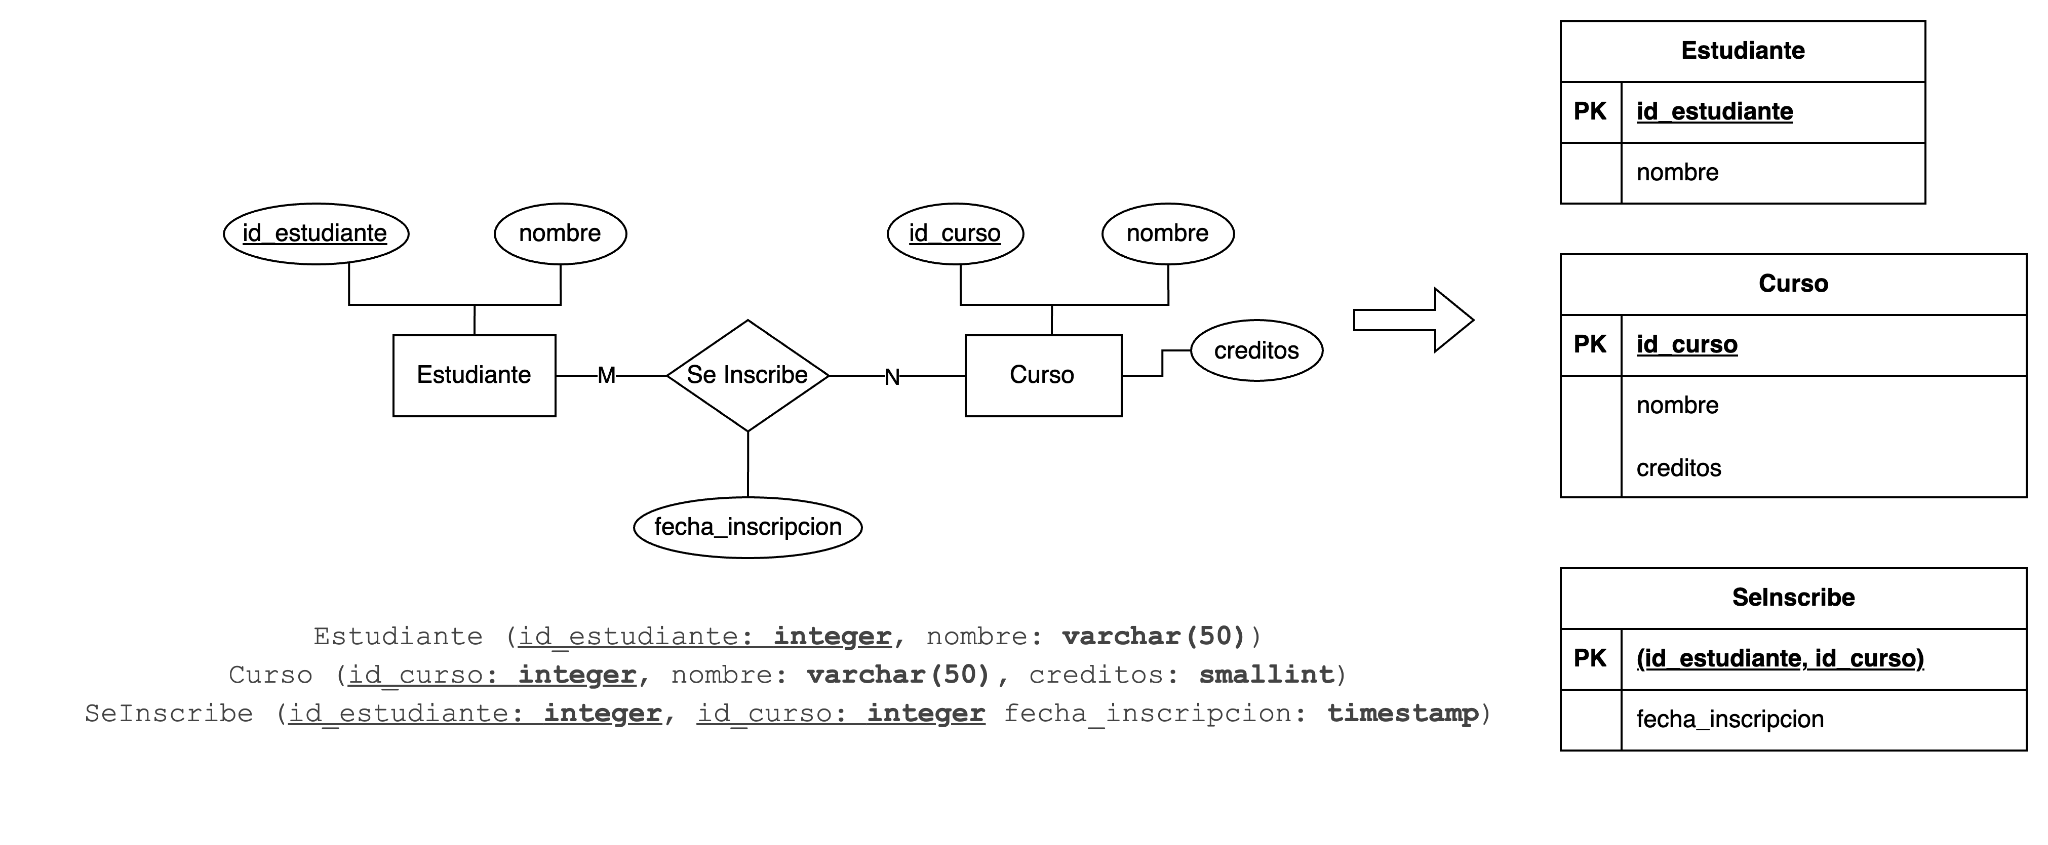 id_estudiante
nombre
id_curso
nombre
Estudiante
M
Se Inscribe
N
Curso
creditos
fecha_inscripcion
Estudiante (id_estudiante: integer, nombre: varchar(50))
Curso (id_curso: integer, nombre: varchar(50), creditos: smallint)
SeInscribe (id_estudiante: integer, id_curso: integer fecha_inscripcion: timestamp)
Estudiante
PK id_estudiante
nombre
Curso
PK id_curso
nombre
creditos
SeInscribe
PK (id_estudiante, id_curso)
fecha_inscripcion